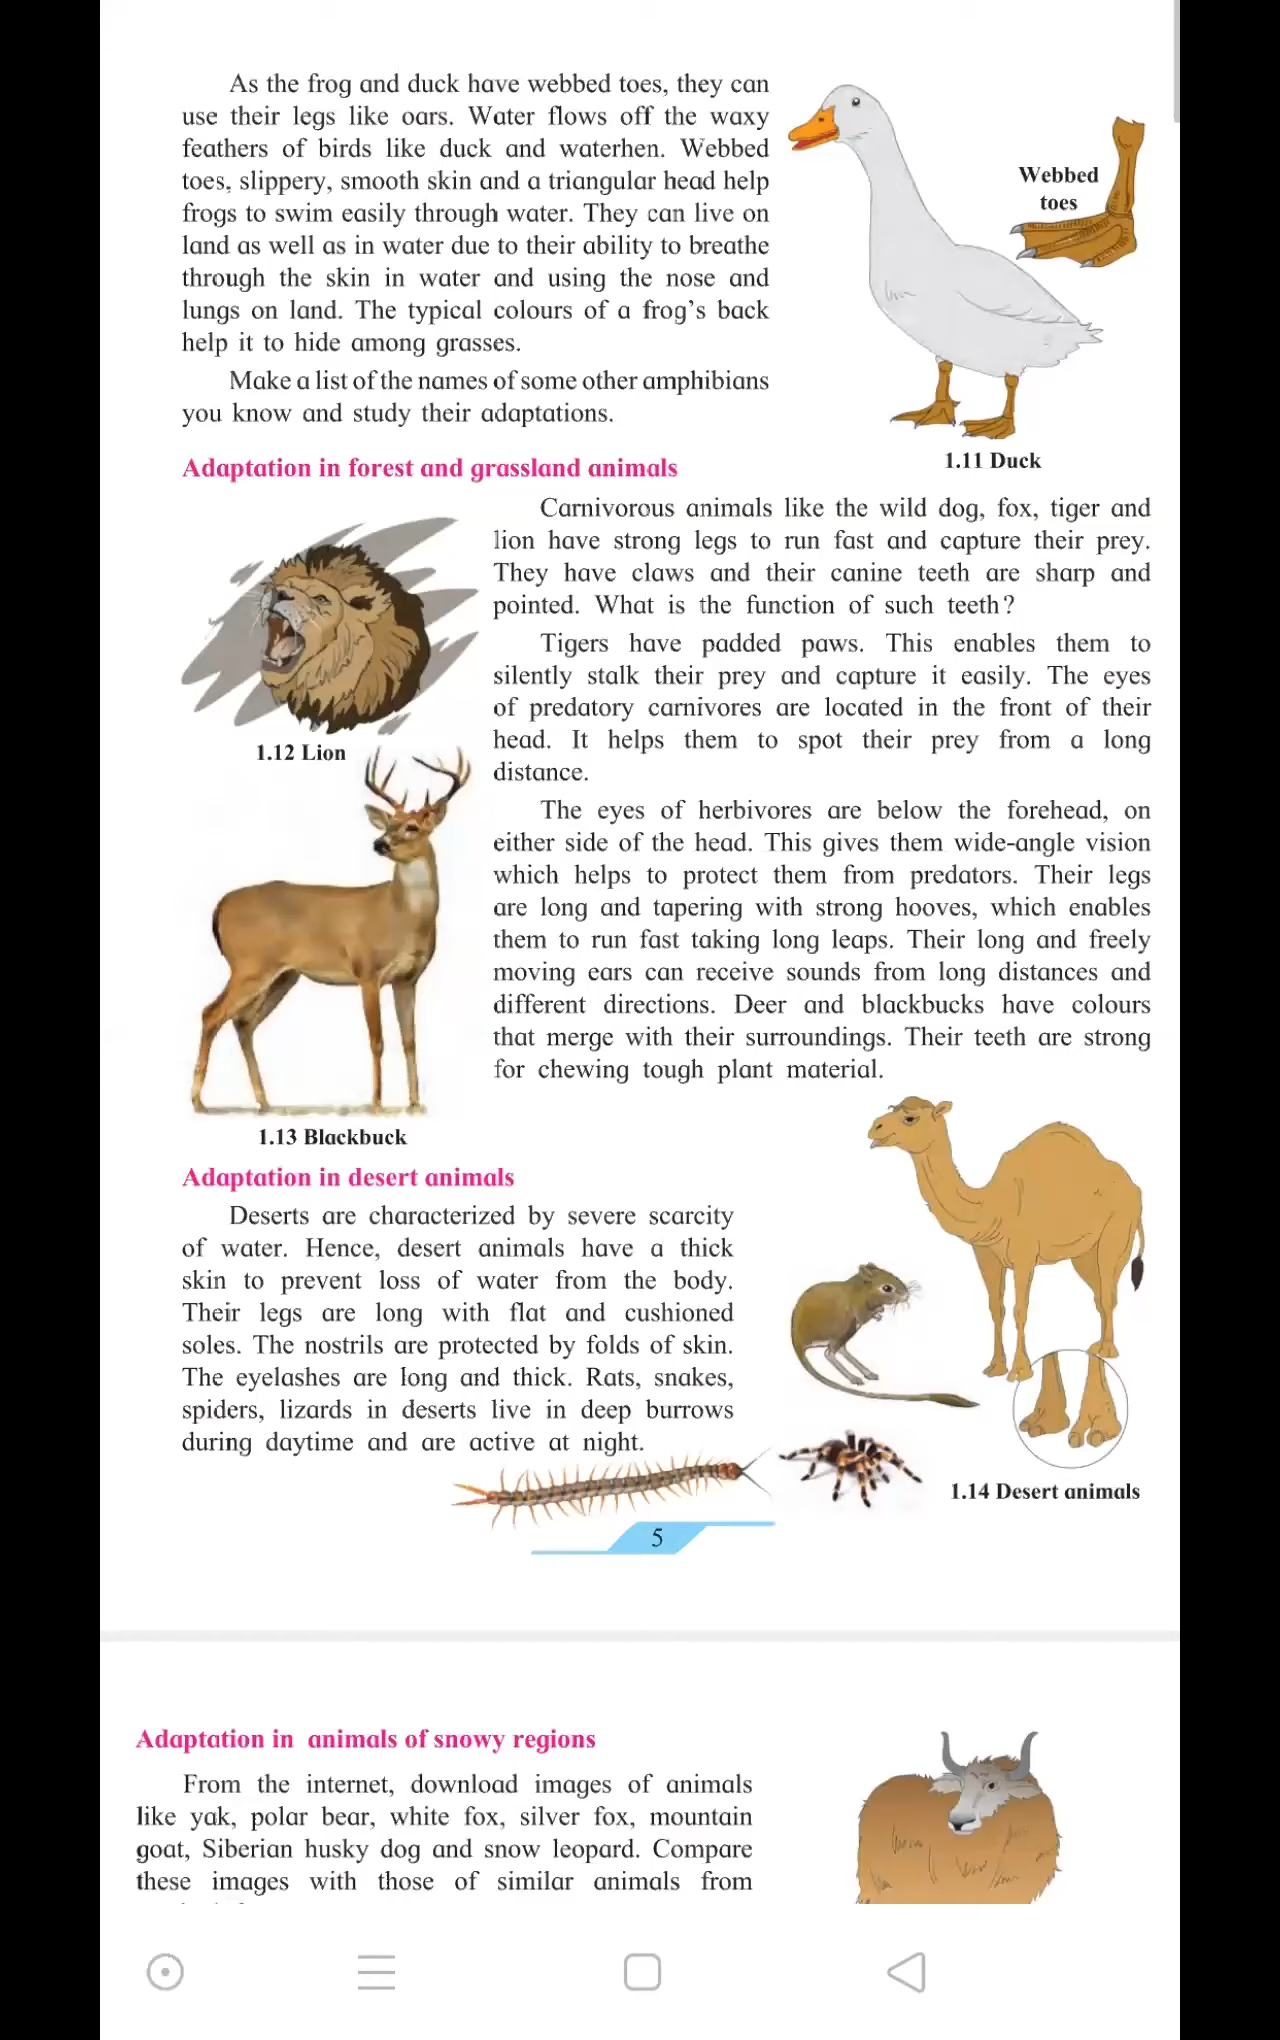 As the frog and duck have webbed toes, they can
use their legs like oars. Water flows off the waxy
feathers of birds like duck and waterhen. Webbed
toes, slippery, smooth skin and a triangular head help
frogs to swim easily through water. They can live on
land as well as in water due to their ability to breathe
through the skin in water and using the nose and
lungs on land. The typical colours of a frog's back
help it to hide among grasses.
Make a list of the names of some other amphibians
you know and study their adaptations.
Webbed
toes
1.11 Duck
Adaptation in forest and grassland animals
Carnivorous animals like the wild dog, fox, tiger and
lion have strong legs to run fast and capture their prey.
They have claws and their canine teeth are sharp and
pointed. What is the function of such teeth?
Tigers have padded paws. This enables them to
silently stalk their prey and capture it easily. The eyes
of predatory carnivores are located in the front of their
head. It helps them to spot their prey from a long
distance.
1.12 Lion
The eyes of herbivores are below the forehead, on
either side of the head. This gives them wide-angle vision
which helps to protect them from predators. Their legs
are long and tapering with strong hooves, which enables
them to run fast taking long leaps. Their long and freely
moving ears can receive sounds from long distances and
different directions. Deer and blackbucks have colours
that merge with their surroundings. Their teeth are strong
for chewing tough plant material.
1.13 Blackbuck
Adaptation in desert animals
Deserts are characterized by severe scarcity
of water. Hence, desert animals have a thick
skin to prevent loss of water from the body.
Their legs are long with flat and cushioned
soles. The nostrils are protected by folds of skin.
The eyelashes are long and thick. Rats, snakes,
spiders, lizards in deserts live in deep burrows
during daytime and are active at night.
1.14 Desert animals
5
Adaptation in animals of snowy regions
From the internet, download images of animals
like yak, polar bear, white fox, silver fox, mountain
goat, Siberian husky dog and snow leopard. Compare
these images with those of similar animals from